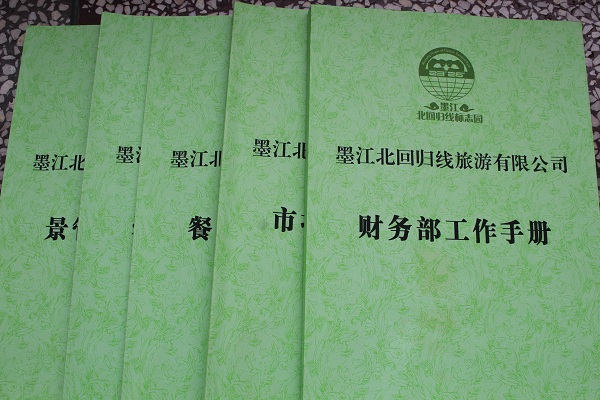 墨江
北回归线标志园
墨江北回归线旅游有限公司
财务部工作手册
墨江北
市
墨江北
餐
墨
墨江北
景